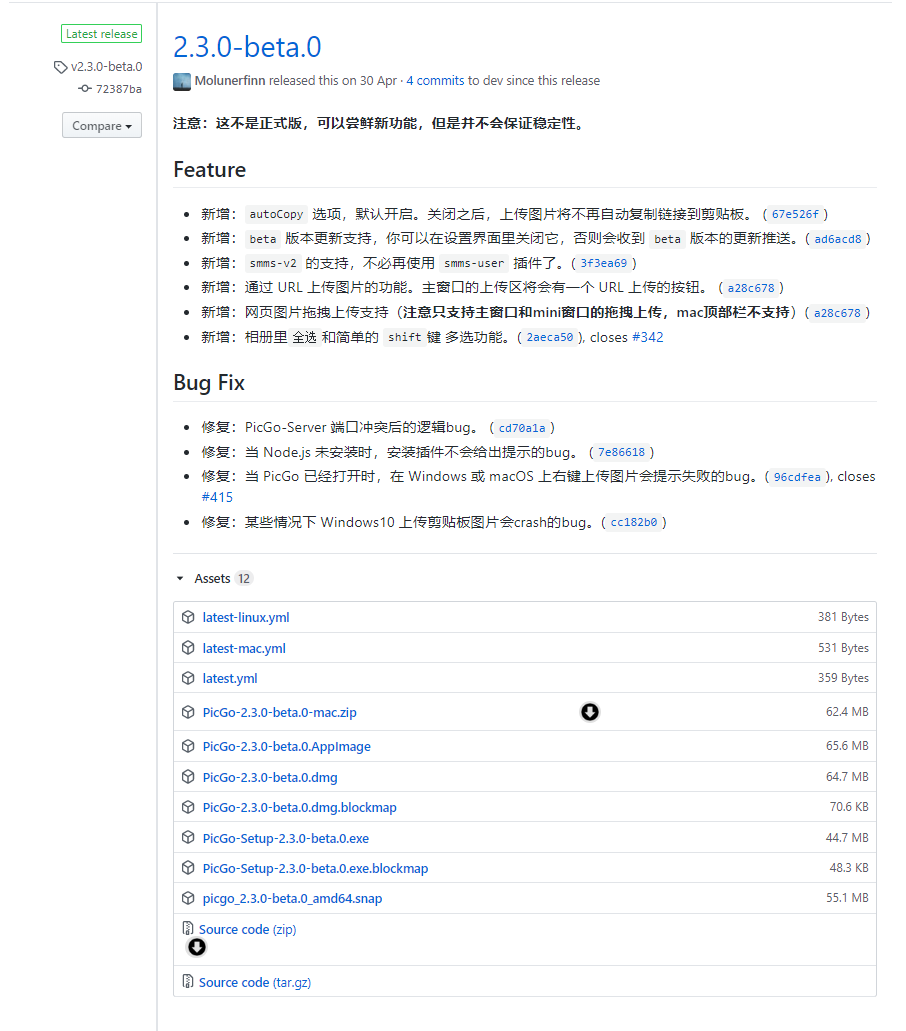 Latest release
v2.3.0-beta.0
72387ba
Compare
2.3.0-beta.0
Molunerfinn released this on 30 Apr · 4 commits to dev since this release
注意：这不是正式版，可以尝鲜新功能，但是并不会保证稳定性。
Feature
新增：autoCopy 选项，默认开启。关闭之后，上传图片将不再自动复制链接到剪贴板。（67e526f）
新增：beta 版本更新支持，你可以在设置界面里关闭它，否则会收到 beta 版本的更新推送。(ad6acd8)
新增：smms-v2 的支持，不必再使用 smms-user 插件了。(3f3ea69)
新增：通过 URL 上传图片的功能。主窗口的上传区将会有一个 URL 上传的按钮。（a28c678）
新增：网页图片拖拽上传支持（注意只支持主窗口和mini窗口的拖拽上传，mac顶部栏不支持）(a28c678)
新增：相册里 全选 和简单的 shift 键 多选功能。(2aeca50), closes #342
Bug Fix
修复：PicGo-Server 端口冲突后的逻辑bug。（cd70a1a）
修复：当 Node.js 未安装时，安装插件不会给出提示的bug。（7e86618）
修复：当 PicGo 已经打开时，在 Windows 或 macOS 上右键上传图片会提示失败的bug。(96cdfea), closes
#415
修复：某些情况下 Windows10 上传剪贴板图片会crash的bug。(cc182b0)
Assets 12
latest-linux.yml 381 Bytes
latest-mac.yml 531 Bytes
latest.yml 359 Bytes
PicGo-2.3.0-beta.0-mac.zip 62.4 MB
PicGo-2.3.0-beta.0.AppImage 65.6 MB
PicGo-2.3.0-beta.0.dmg 64.7 MB
PicGo-2.3.0-beta.0.dmg.blockmap 70.6 KB
PicGo-Setup-2.3.0-beta.0.exe 44.7 MB
PicGo-Setup-2.3.0-beta.0.exe.blockmap 48.3 KB
picgo_2.3.0-beta.0_amd64.snap 55.1 MB
Source code (zip)
Source code (tar.gz)